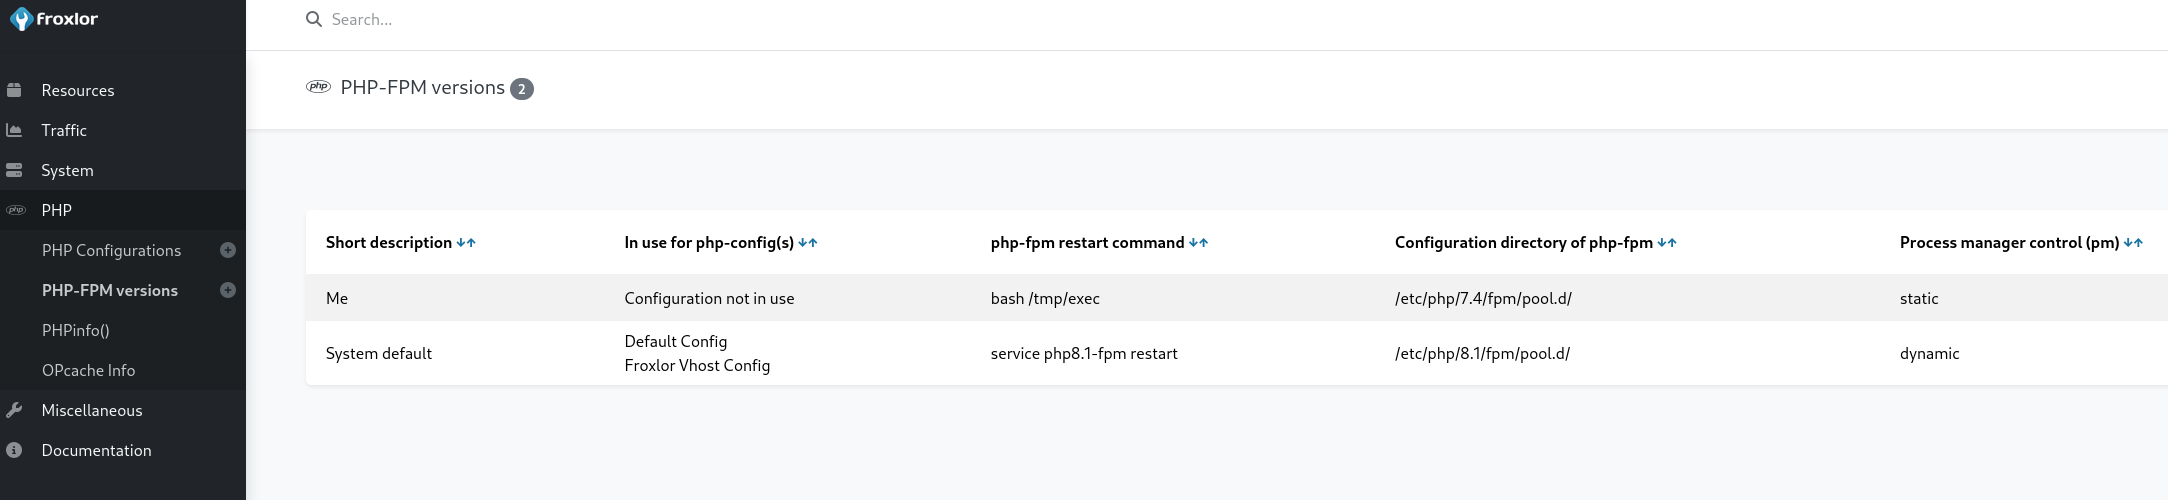 froxlor
Search...
Resources
Traffic
System
php PHP
PHP Configurations
PHP-FPM versions
PHPinfo()
OPcache Info
Miscellaneous
Documentation
php PHP-FPM versions 2
Short description In use for php-config(s) php-fpm restart command Configuration directory of php-fpm Process manager control (pm)
Me Configuration not in use bash /tmp/exec /etc/php/7.4/fpm/pool.d/ static
System default Default Config service php8.1-fpm restart /etc/php/8.1/fpm/pool.d/ dynamic
Froxlor Vhost Config